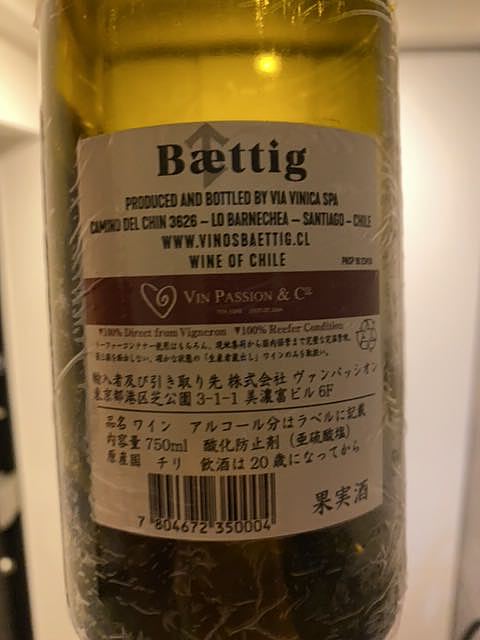 Bættig
PRODUCED AND BOTTLED BY VIA VINICA SPA
CAMINO DEL CHIN 3626 – LO BARNECHEA – SANTIAGO – CHILE
WWW.VINOSBAETTIG.CL
WINE OF CHILE
VIN PASSION & Cie
▼100% Direct from Vigneron ▼100% Reefer Condition
輸入者及び引き取り先 株式会社 ヴァンパッシオン
東京都港区芝公園 3-1-1 美濃富ビル 6F
品名 ワイン アルコール分はラベルに記載
内容量 750ml 酸化防止剤 (亜硫酸塩)
原産国 チリ 飲酒は 20 歳になってから
果実酒
7 804672 350004